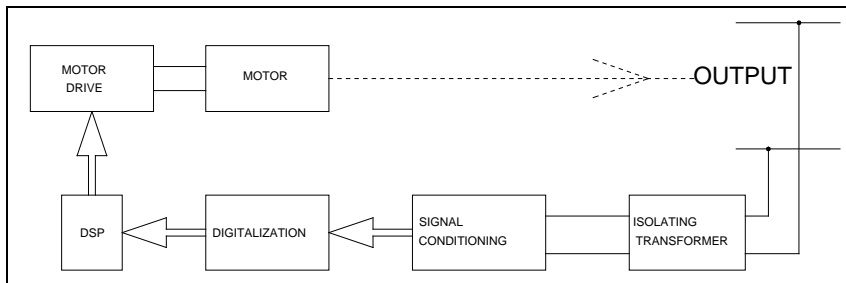 MOTOR
DRIVE
MOTOR
OUTPUT
DSP
DIGITALIZATION
SIGNAL
CONDITIONING
ISOLATING
TRANSFORMER